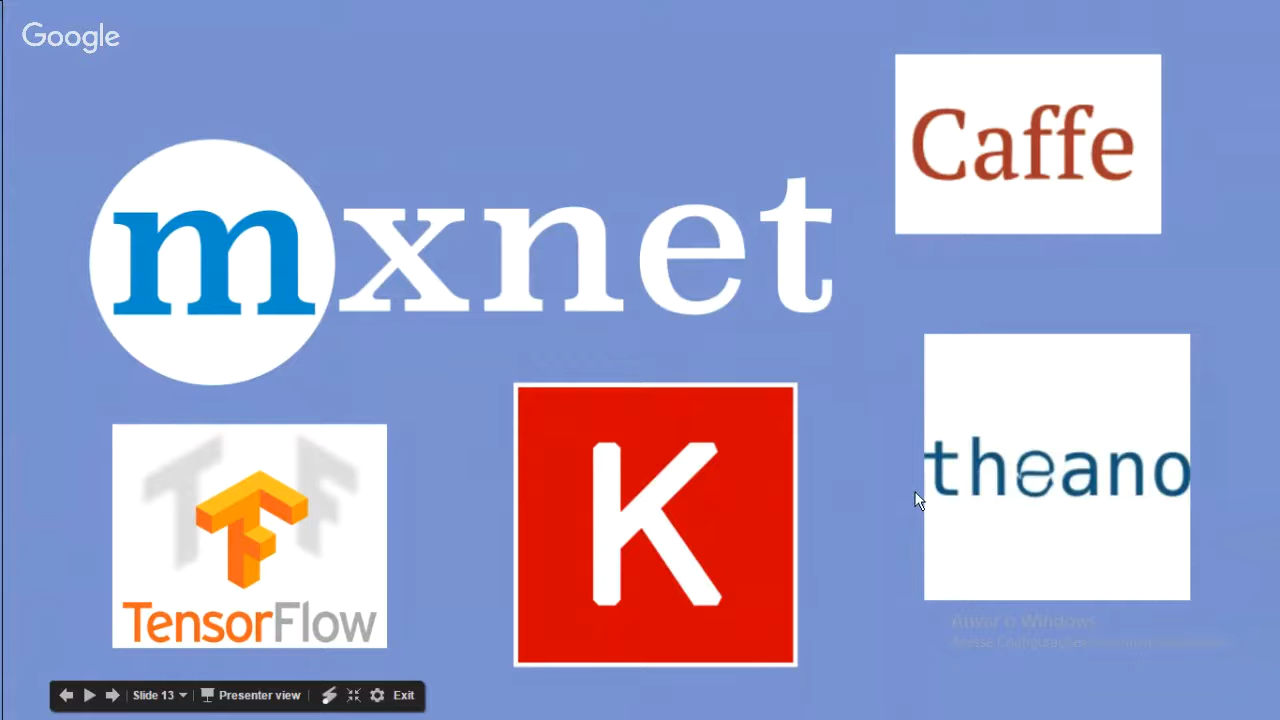 Google
mxnet
Caffe
TensorFlow
K
theano
Ativar o Windows
Slide 13
Presenter view
Exit